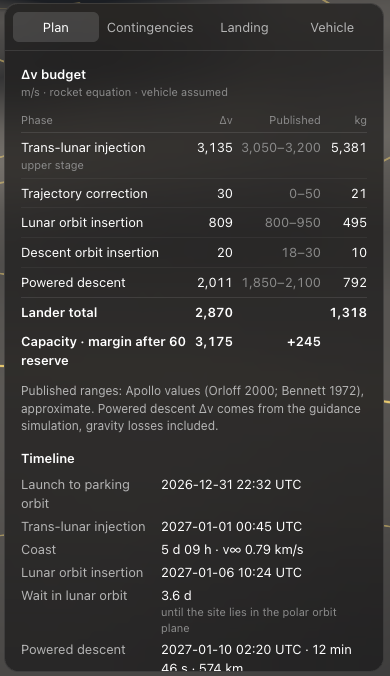 Plan Contingencies Landing Vehicle
Δv budget
m/s · rocket equation · vehicle assumed
Phase Δv Published kg
Trans-lunar injection 3,135 3,050–3,200 5,381
upper stage
Trajectory correction 30 0–50 21
Lunar orbit insertion 809 800–950 495
Descent orbit insertion 20 18–30 10
Powered descent 2,011 1,850–2,100 792
Lander total 2,870 1,318
Capacity · margin after 60 3,175 +245
reserve
Published ranges: Apollo values (Orloff 2000; Bennett 1972),
approximate. Powered descent Δv comes from the guidance
simulation, gravity losses included.
Timeline
Launch to parking 2026-12-31 22:32 UTC
orbit
Trans-lunar injection 2027-01-01 00:45 UTC
Coast 5 d 09 h · v∞ 0.79 km/s
Lunar orbit insertion 2027-01-06 10:24 UTC
Wait in lunar orbit 3.6 d
until the site lies in the polar orbit
plane
Powered descent 2027-01-10 02:20 UTC · 12 min
46 s · 574 km